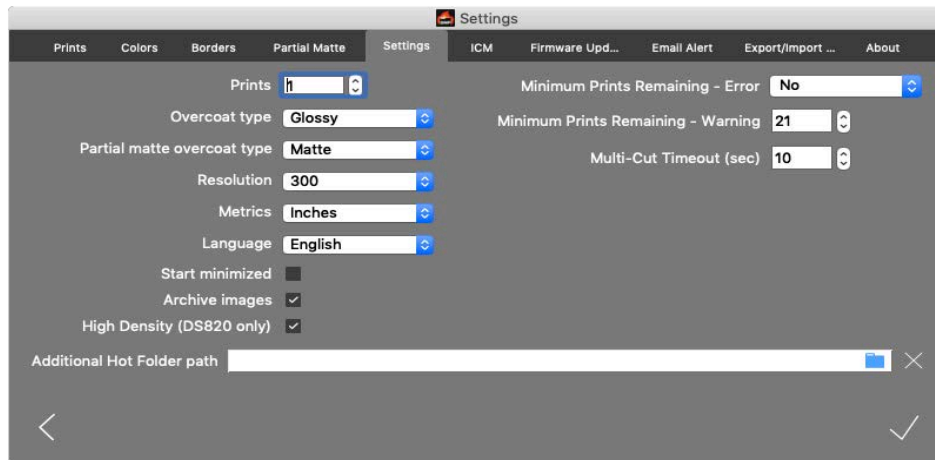 Settings
Prints Colors Borders Partial Matte Settings ICM Firmware Upd... Email Alert Export/Import ... About
Prints 1
Overcoat type Glossy
Partial matte overcoat type Matte
Resolution 300
Metrics Inches
Language English
Start minimized
Archive images
High Density (DS820 only)
Minimum Prints Remaining - Error No
Minimum Prints Remaining - Warning 21
Multi-Cut Timeout (sec) 10
Additional Hot Folder path